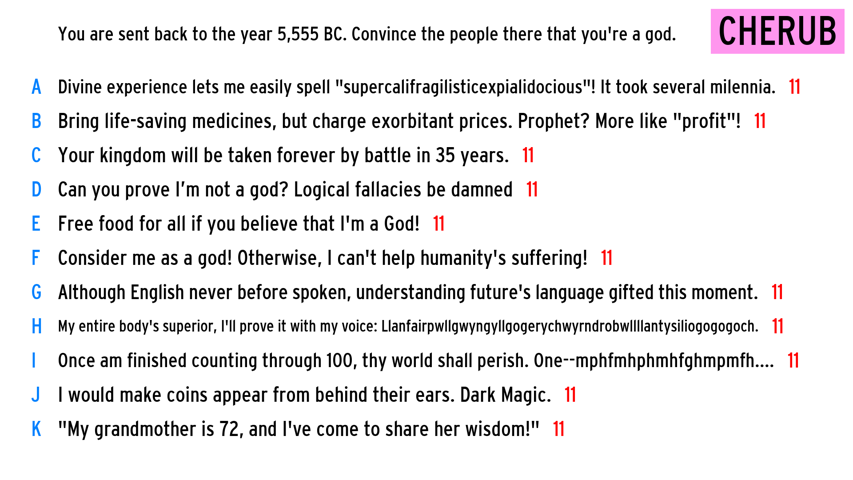 You are sent back to the year 5,555 BC. Convince the people there that you're a god.
CHERUB
A Divine experience lets me easily spell "supercalifragilisticexpialidocious"! It took several milennia. 11
B Bring life-saving medicines, but charge exorbitant prices. Prophet? More like "profit"! 11
C Your kingdom will be taken forever by battle in 35 years. 11
D Can you prove I'm not a god? Logical fallacies be damned 11
E Free food for all if you believe that I'm a God! 11
F Consider me as a god! Otherwise, I can't help humanity's suffering! 11
G Although English never before spoken, understanding future's language gifted this moment. 11
H My entire body's superior, I'll prove it with my voice: Llanfairpwllgwyngyllgogerychwyrndrobwllllantysiliogogogoch. 11
I Once am finished counting through 100, thy world shall perish. One--mphfmhphmhfghmpmfh.... 11
J I would make coins appear from behind their ears. Dark Magic. 11
K "My grandmother is 72, and I've come to share her wisdom!" 11